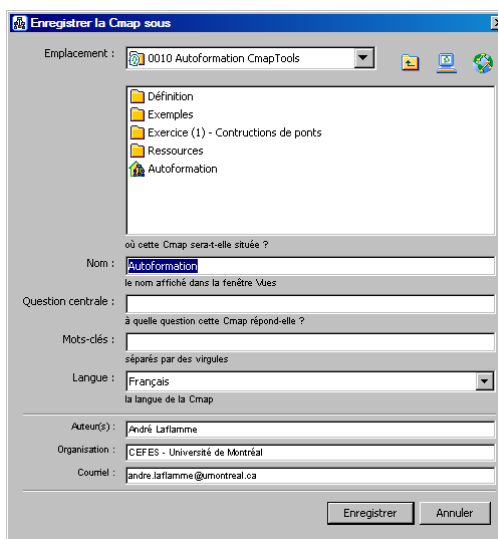 Enregistrer la Cmap sous
Emplacement :
0010 Autoformation CmapTools
Définition
Exemples
Exercice (1) - Contructions de ponts
Ressources
Autoformation
où cette Cmap sera-t-elle située ?
Nom :
Autoformation
le nom affiché dans la fenêtre Vues
Question centrale :
à quelle question cette Cmap répond-elle ?
Mots-clés :
séparés par des virgules
Langue :
Français
la langue de la Cmap
Auteur(s) :
André Laflamme
Organisation :
CEFES - Université de Montréal
Courriel :
andre.laflamme@umontreal.ca
Enregistrer
Annuler